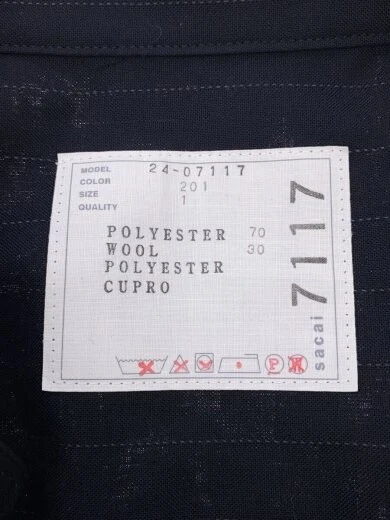 MODEL 24-07117
COLOR 201
SIZE 1
QUALITY
POLYESTER 70
WOOL 30
POLYESTER
CUPRO
P
sacai 7117